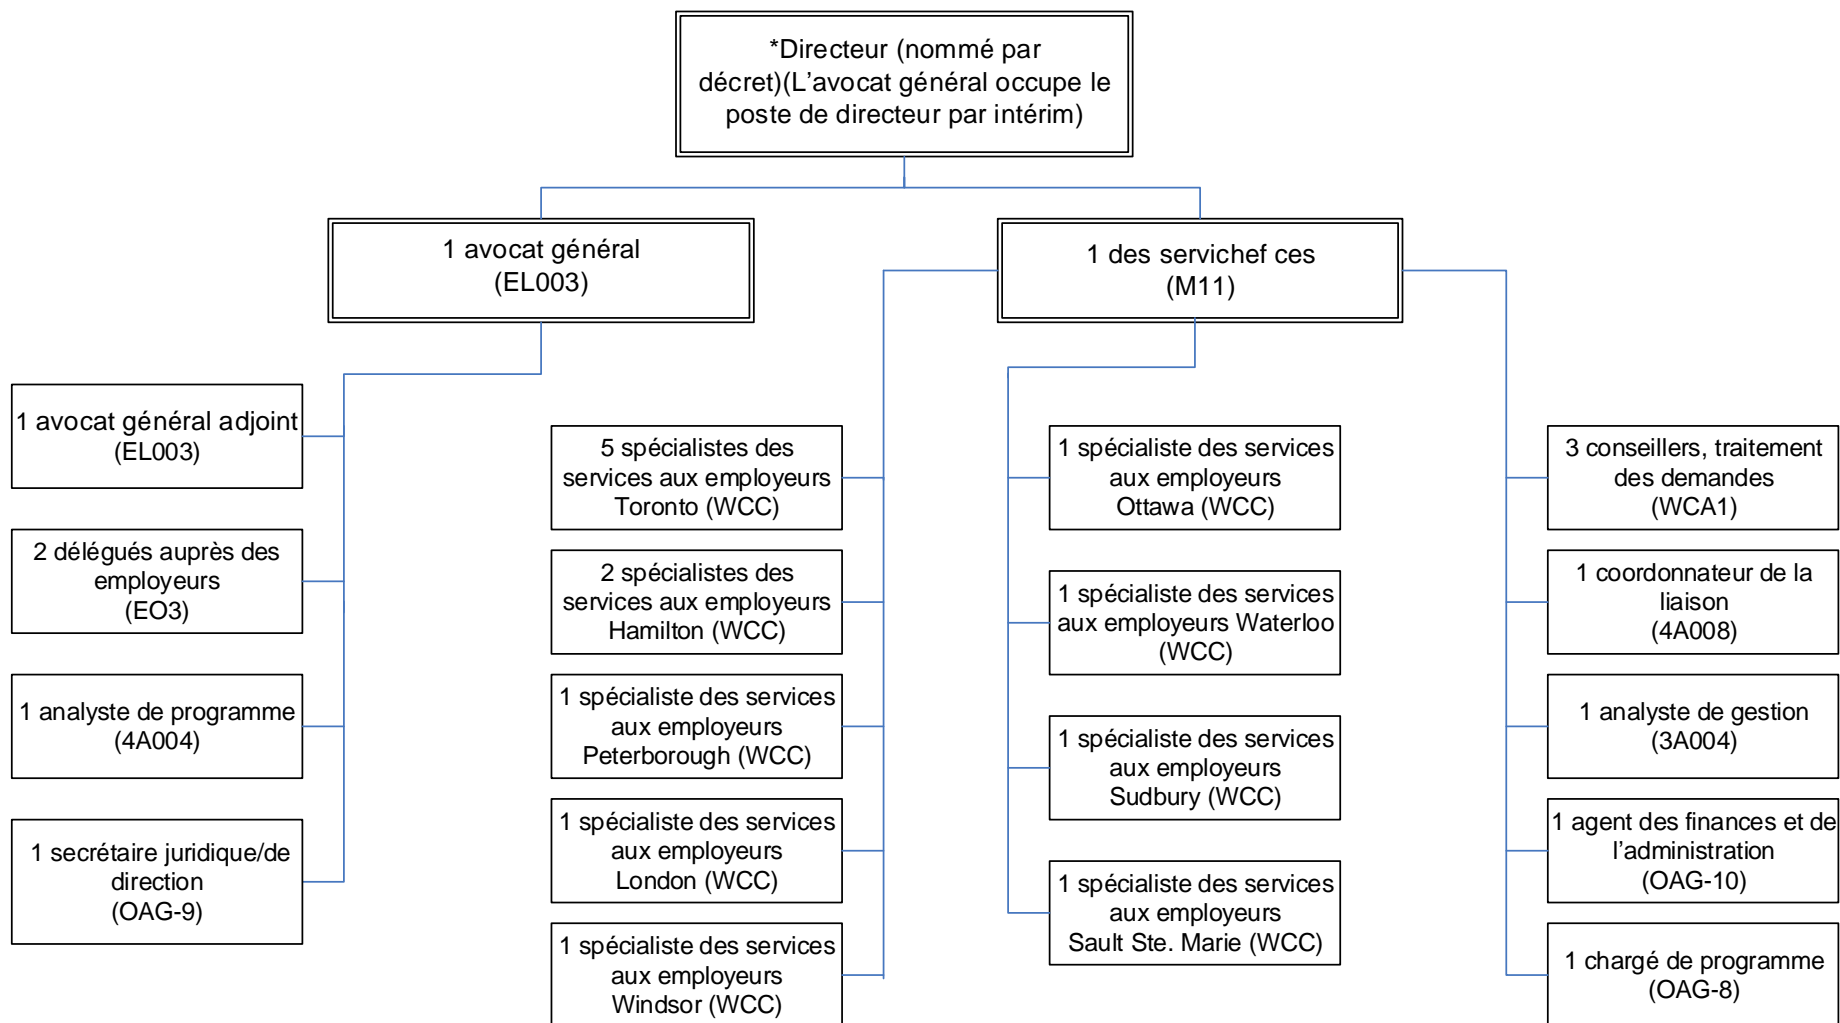 *Directeur (nommé par
décret)(L'avocat général occupe le
poste de directeur par intérim)
1 avocat général
(EL003)
1 des servichef ces
(M11)
1 avocat général adjoint
(EL003)
2 délégués auprès des
employeurs
(EO3)
1 analyste de programme
(4A004)
1 secrétaire juridique/de
direction
(OAG-9)
5 spécialistes des
services aux employeurs
Toronto (WCC)
2 spécialistes des
services aux employeurs
Hamilton (WCC)
1 spécialiste des services
aux employeurs
Peterborough (WCC)
1 spécialiste des services
aux employeurs
London (WCC)
1 spécialiste des services
aux employeurs
Windsor (WCC)
1 spécialiste des services
aux employeurs
Ottawa (WCC)
1 spécialiste des services
aux employeurs Waterloo
(WCC)
1 spécialiste des services
aux employeurs
Sudbury (WCC)
1 spécialiste des services
aux employeurs
Sault Ste. Marie (WCC)
3 conseillers, traitement
des demandes
(WCA1)
1 coordonnateur de la
liaison
(4A008)
1 analyste de gestion
(3A004)
1 agent des finances et de
l'administration
(OAG-10)
1 chargé de programme
(OAG-8)